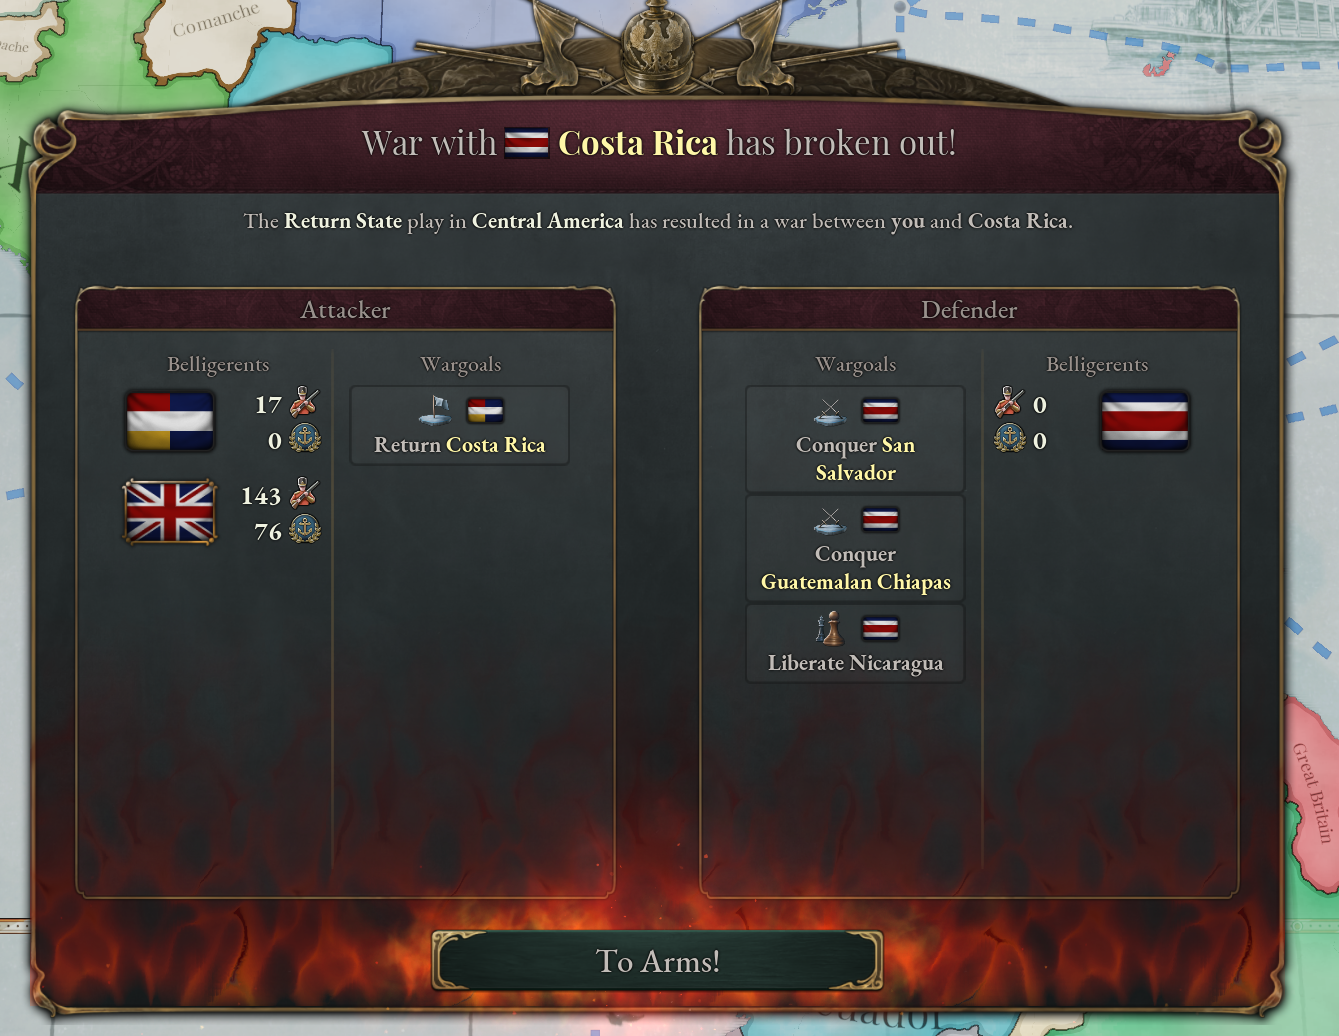 Comanche
War with Costa Rica has broken out!
The Return State play in Central America has resulted in a war between you and Costa Rica.
Attacker
Belligerents
Wargoals
17
0
143
76
Return Costa Rica
Defender
Wargoals
Belligerents
Conquer San
Salvador
Conquer
Guatemalan Chiapas
Liberate Nicaragua
0
0
Great Britain
To Arms!